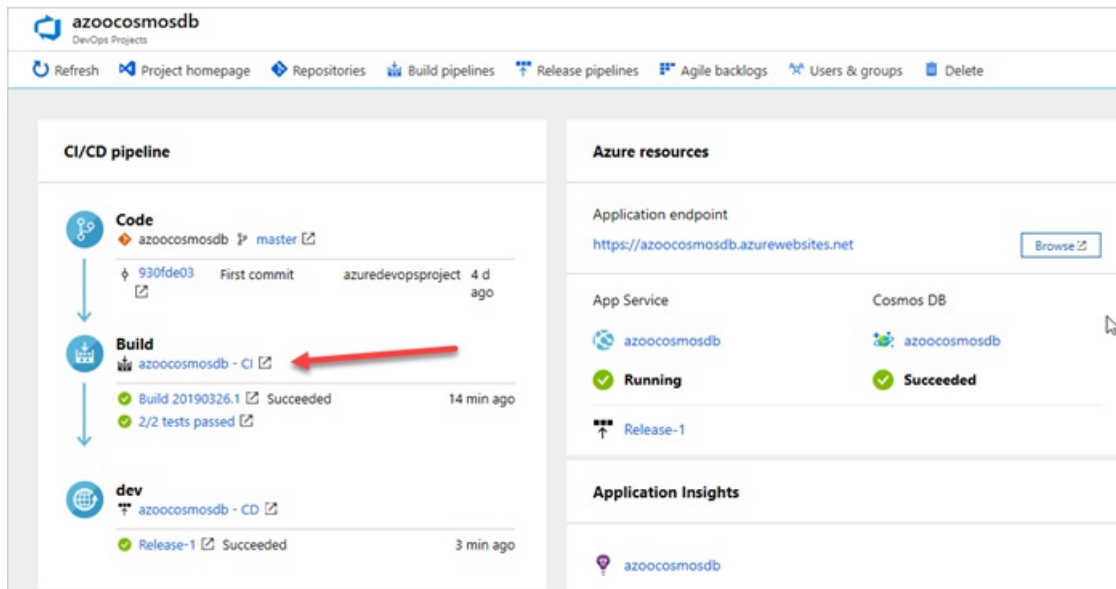 azoocosmosdb
DevOps Projects
Refresh Project homepage Repositories Build pipelines Release pipelines Agile backlogs Users & groups Delete
CI/CD pipeline
Code
azoocosmosdb master
930fde03 First commit azuredevopsproject 4 d
ago
Build
azoocosmosdb - CI
Build 20190326.1 Succeeded 14 min ago
2/2 tests passed
dev
azoocosmosdb - CD
Release-1 Succeeded 3 min ago
Azure resources
Application endpoint
https://azoocosmosdb.azurewebsites.net Browse
App Service Cosmos DB
azoocosmosdb azoocosmosdb
Running Succeeded
Release-1
Application Insights
azoocosmosdb